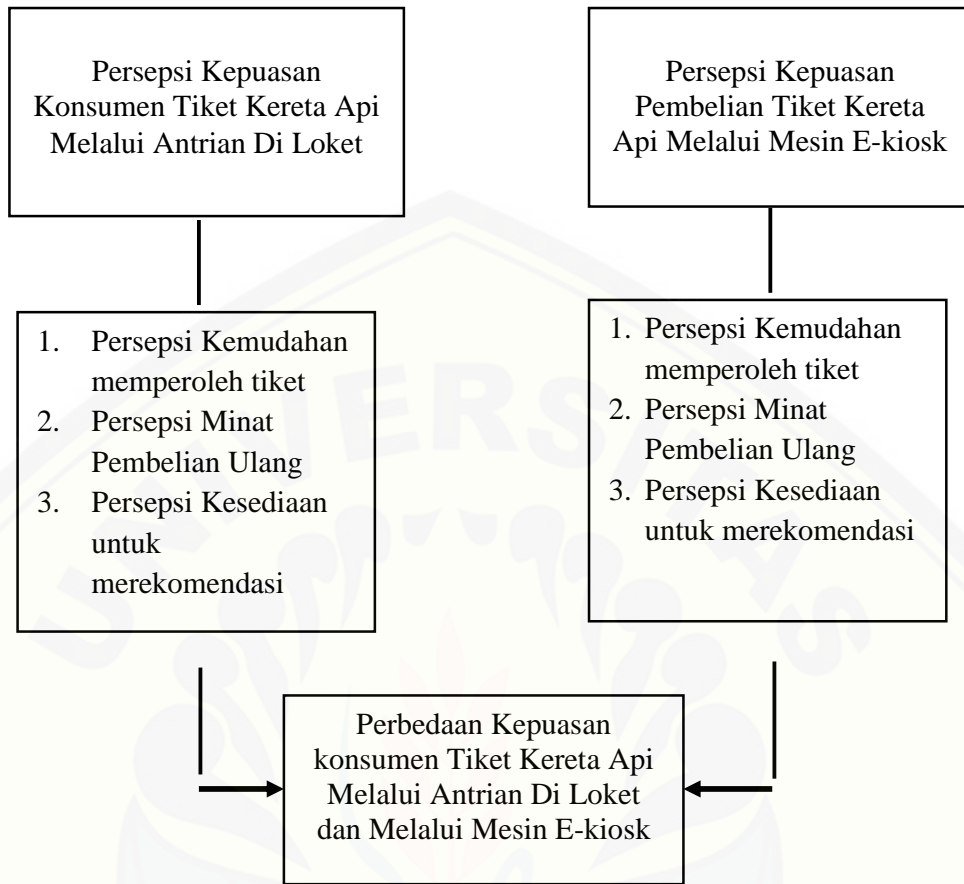 Persepsi Kepuasan
Konsumen Tiket Kereta Api
Melalui Antrian Di Loket
Persepsi Kepuasan
Pembelian Tiket Kereta
Api Melalui Mesin E-kiosk
1. Persepsi Kemudahan
memperoleh tiket
2. Persepsi Minat
Pembelian Ulang
3. Persepsi Kesediaan
untuk
merekomendasi
1. Persepsi Kemudahan
memperoleh tiket
2. Persepsi Minat
Pembelian Ulang
3. Persepsi Kesediaan
untuk merekomendasi
Perbedaan Kepuasan
konsumen Tiket Kereta Api
Melalui Antrian Di Loket
dan Melalui Mesin E-kiosk
UNIVERSITAS